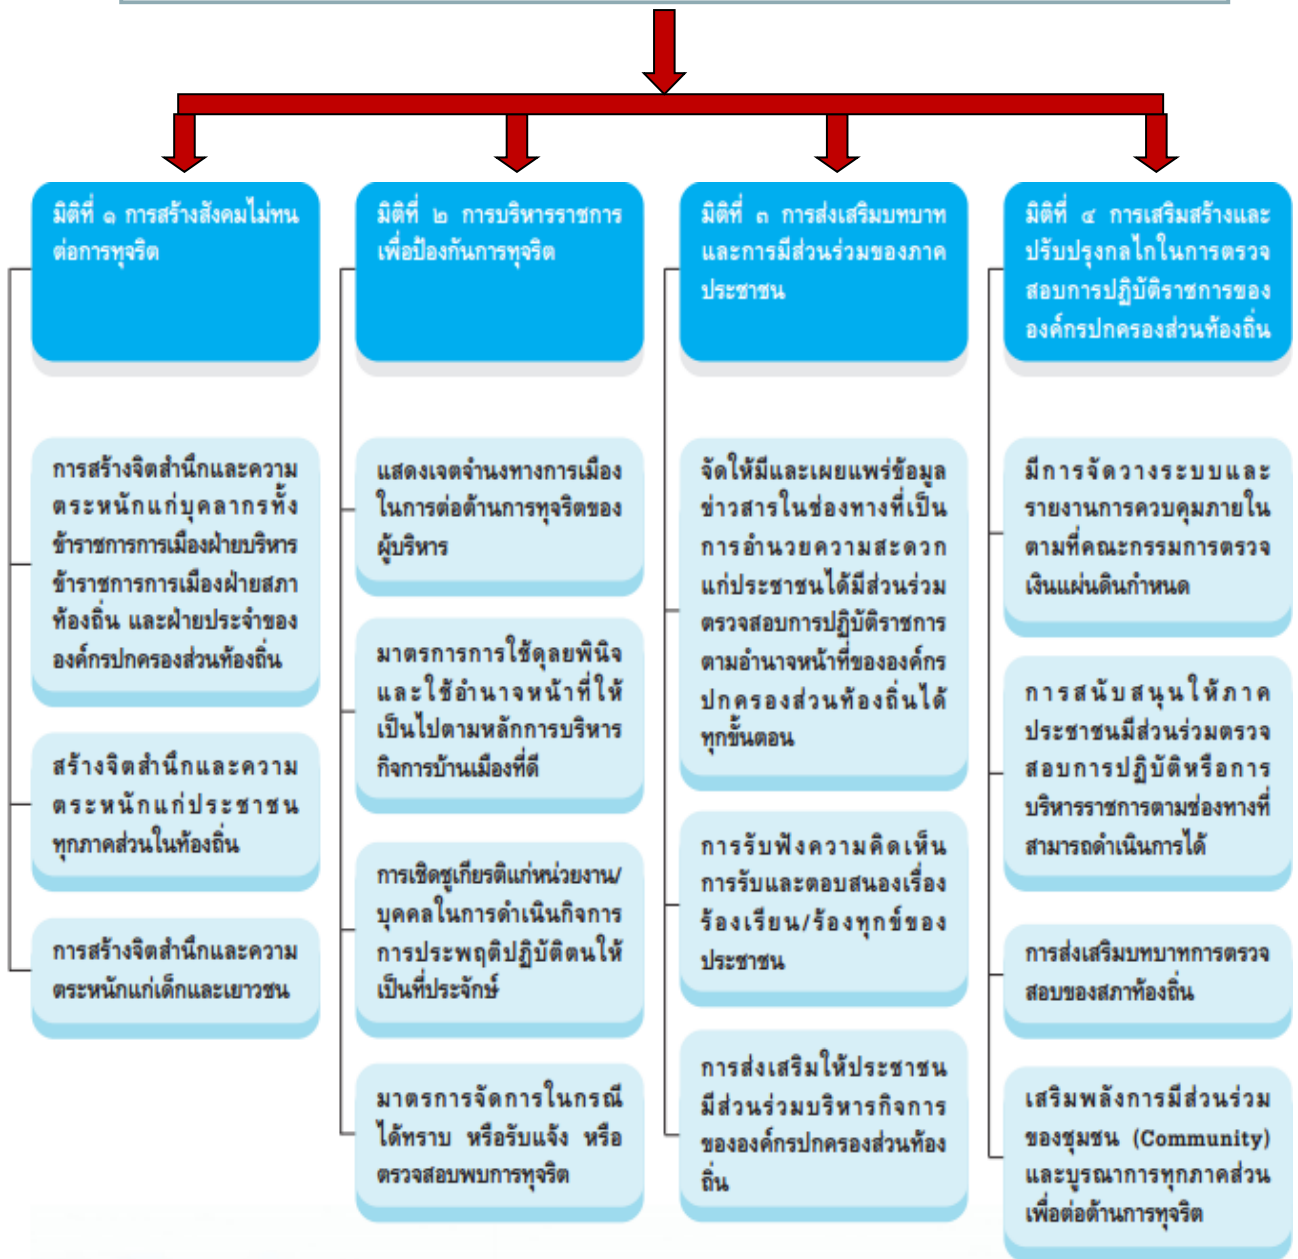 มิติที่ ๑ การสร้างสังคมไม่ทน
ต่อการทุจริต
การสร้างจิตสำนึกและความ
ตระหนักแก่บุคลากรทั้ง
ข้าราชการการเมืองฝ่ายบริหาร
ข้าราชการการเมืองฝ่ายสภา
ท้องถิ่น และฝ่ายประจำของ
องค์กรปกครองส่วนท้องถิ่น
สร้างจิตสำนึกและความ
ตระหนักแก่ประชาชน
ทุกภาคส่วนในท้องถิ่น
การสร้างจิตสำนึกและความ
ตระหนักแก่เด็กและเยาวชน
มิติที่ ๒ การบริหารราชการ
เพื่อป้องกันการทุจริต
แสดงเจตจำนงทางการเมือง
ในการต่อต้านการทุจริตของ
ผู้บริหาร
มาตรการการใช้ดุลยพินิจ
และใช้อำนาจหน้าที่ให้
เป็นไปตามหลักการบริหาร
กิจการบ้านเมืองที่ดี
การเชิดชูเกียรติแก่หน่วยงาน/
บุคคลในการดำเนินกิจการ
การประพฤติปฏิบัติตนให้
เป็นที่ประจักษ์
มาตรการจัดการในกรณี
ได้ทราบ หรือรับแจ้ง หรือ
ตรวจสอบพบการทุจริต
มิติที่ ๓ การส่งเสริมบทบาท
และการมีส่วนร่วมของภาค
ประชาชน
จัดให้มีและเผยแพร่ข้อมูล
ข่าวสารในช่องทางที่เป็น
การอำนวยความสะดวก
แก่ประชาชนได้มีส่วนร่วม
ตรวจสอบการปฏิบัติราชการ
ตามอำนาจหน้าที่ขององค์กร
ปกครองส่วนท้องถิ่นได้
ทุกขั้นตอน
การรับฟังความคิดเห็น
การรับและตอบสนองเรื่อง
ร้องเรียน/ร้องทุกข์ของ
ประชาชน
การส่งเสริมให้ประชาชน
มีส่วนร่วมบริหารกิจการ
ขององค์กรปกครองส่วนท้อง
ถิ่น
มิติที่ ๔ การเสริมสร้างและ
ปรับปรุงกลไกในการตรวจ
สอบการปฏิบัติราชการของ
องค์กรปกครองส่วนท้องถิ่น
มีการจัดวางระบบและ
รายงานการควบคุมภายใน
ตามที่คณะกรรมการตรวจ
เงินแผ่นดินกำหนด
การสนับสนุนให้ภาค
ประชาชนมีส่วนร่วมตรวจ
สอบการปฏิบัติหรือการ
บริหารราชการตามช่องทางที่
สามารถดำเนินการได้
การส่งเสริมบทบาทการตรวจ
สอบของสภาท้องถิ่น
เสริมพลังการมีส่วนร่วม
ของชุมชน (Community)
และบูรณาการทุกภาคส่วน
เพื่อต่อต้านการทุจริต